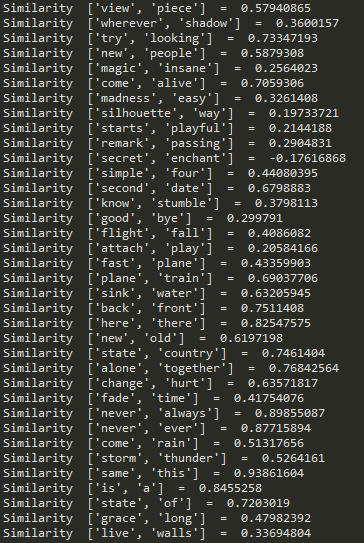 Similarity  ['view', 'piece']  =  0.57940865
Similarity  ['wherever', 'shadow']  =  0.3600157
Similarity  ['try', 'looking']  =  0.73347193
Similarity  ['new', 'people']  =  0.5879308
Similarity  ['magic', 'insane']  =  0.2564023
Similarity  ['come', 'alive']  =  0.7059306
Similarity  ['madness', 'easy']  =  0.3261408
Similarity  ['silhouette', 'way']  =  0.19733721
Similarity  ['starts', 'playful']  =  0.2144188
Similarity  ['remark', 'passing']  =  0.2904831
Similarity  ['secret', 'enchant']  =  -0.17616868
Similarity  ['simple', 'four']  =  0.44080395
Similarity  ['second', 'date']  =  0.6798883
Similarity  ['know', 'stumble']  =  0.3798113
Similarity  ['good', 'bye']  =  0.299791
Similarity  ['flight', 'fall']  =  0.4086082
Similarity  ['attach', 'play']  =  0.20584166
Similarity  ['fast', 'plane']  =  0.43359903
Similarity  ['plane', 'train']  =  0.69037706
Similarity  ['sink', 'water']  =  0.63205945
Similarity  ['back', 'front']  =  0.7511408
Similarity  ['here', 'there']  =  0.82547575
Similarity  ['new', 'old']  =  0.6197198
Similarity  ['state', 'country']  =  0.7461404
Similarity  ['alone', 'together']  =  0.76842564
Similarity  ['change', 'hurt']  =  0.63571817
Similarity  ['fade', 'time']  =  0.41754076
Similarity  ['never', 'always']  =  0.89855087
Similarity  ['never', 'ever']  =  0.87715894
Similarity  ['come', 'rain']  =  0.51317656
Similarity  ['storm', 'thunder']  =  0.5264161
Similarity  ['same', 'this']  =  0.93861604
Similarity  ['is', 'a']  =  0.8455258
Similarity  ['state', 'of']  =  0.7203019
Similarity  ['grace', 'long']  =  0.47982392
Similarity  ['live', 'walls']  =  0.33694804